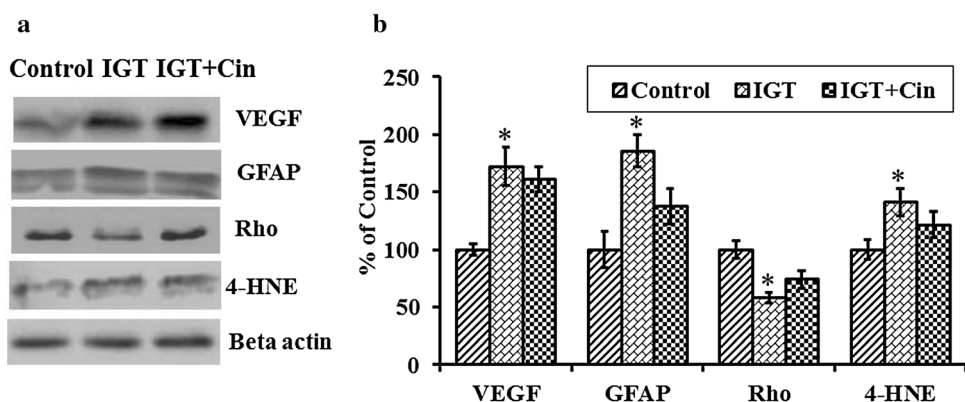 a
Control IGT IGT+Cin
VEGF
GFAP
Rho
4-HNE
Beta actin
b
% of Control
250
200
150
100
50
0
Control IGT IGT+Cin
* * * *
VEGF GFAP Rho 4-HNE